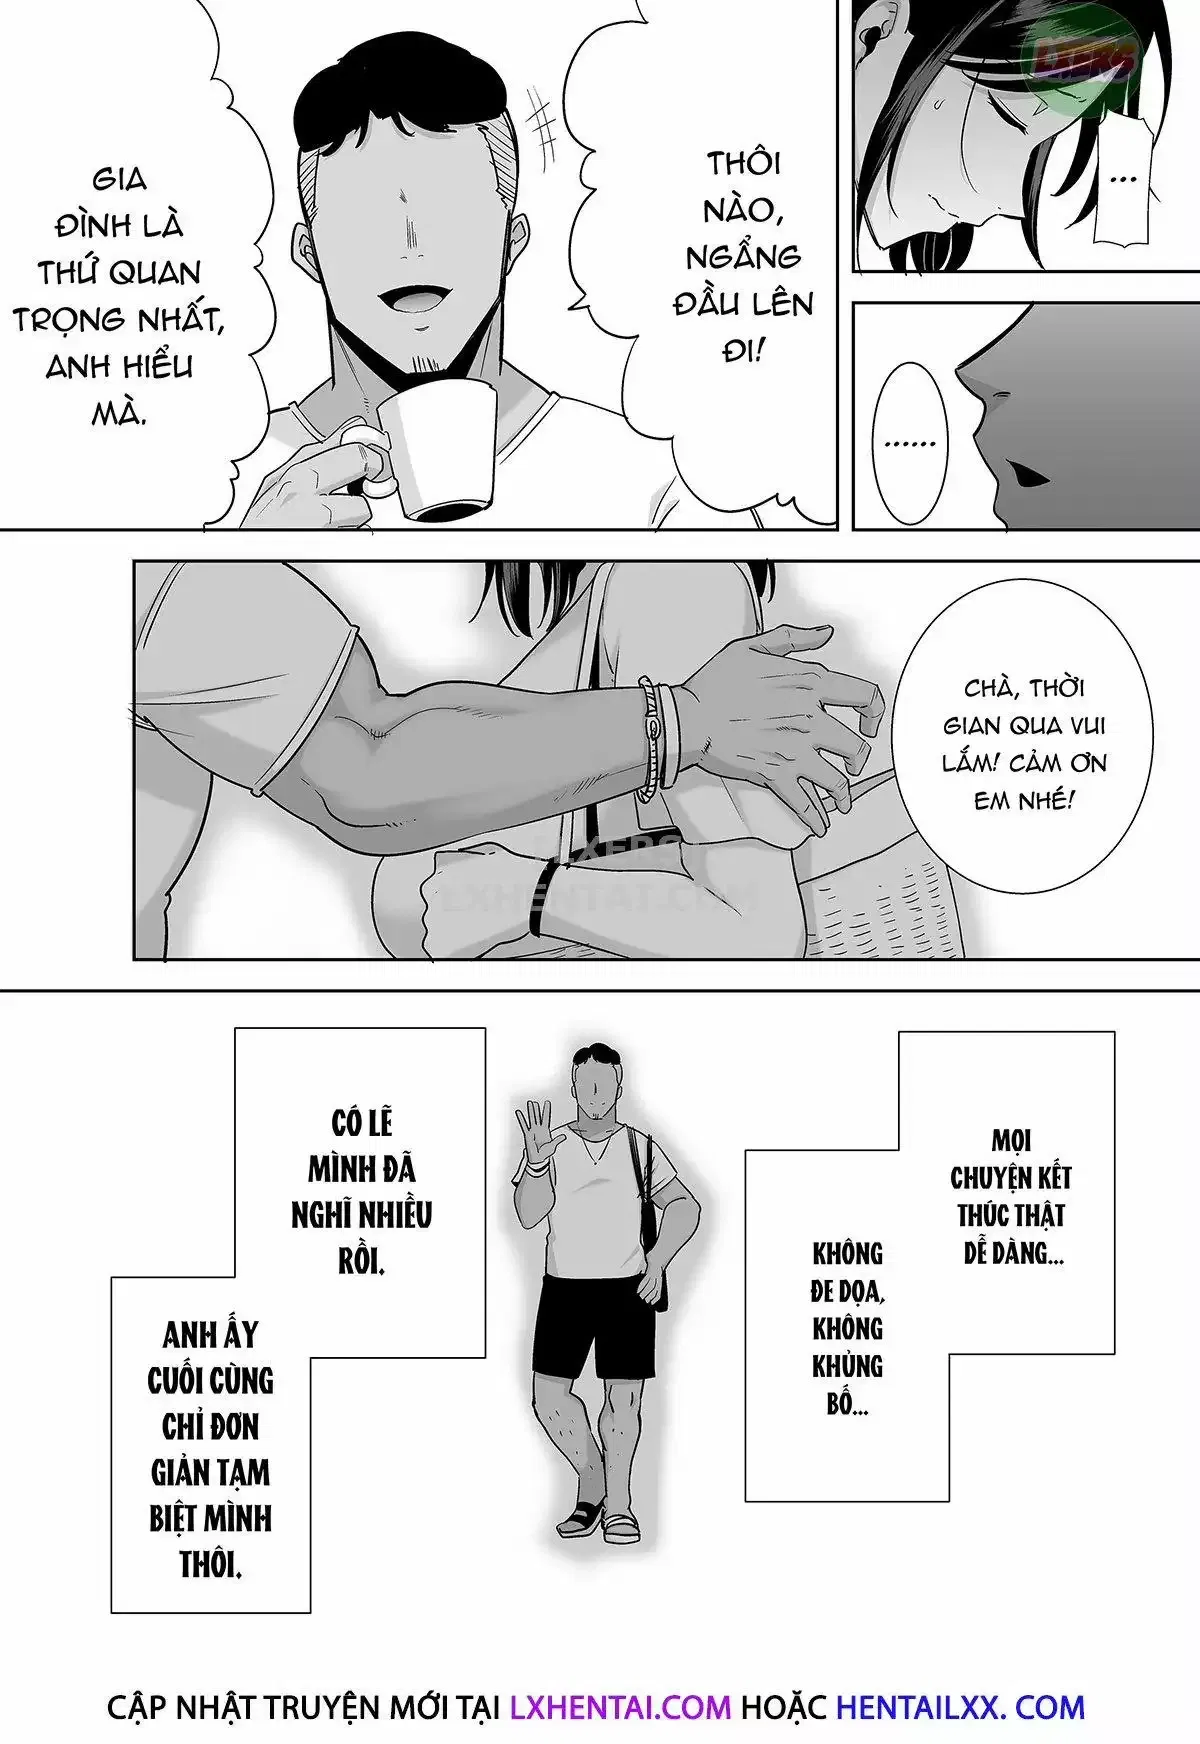 LXERS
...
......
THÔI
NÀO,
NGẨNG
ĐẦU LÊN
ĐI!
GIA
ĐÌNH LÀ
THỨ QUAN
TRỌNG NHẤT,
ANH HIỂU
MÀ.
CHÀ, THỜI
GIAN QUA VUI
LẮM! CẢM ƠN
EM NHÉ!
LXHENTAI.COM
MỌI
CHUYỆN KẾT
THÚC THẬT
DỄ DÀNG...
KHÔNG
ĐE DỌA,
KHÔNG
KHỦNG
BỐ...
CÓ LẼ
MÌNH ĐÃ
NGHĨ NHIỀU
RỒI.
ANH ẤY
CUỐI CÙNG
CHỈ ĐƠN
GIẢN TẠM
BIỆT MÌNH
THÔI.
CẬP NHẬT TRUYỆN MỚI TẠI LXHENTAI.COM HOẶC HENTAILXX. COM